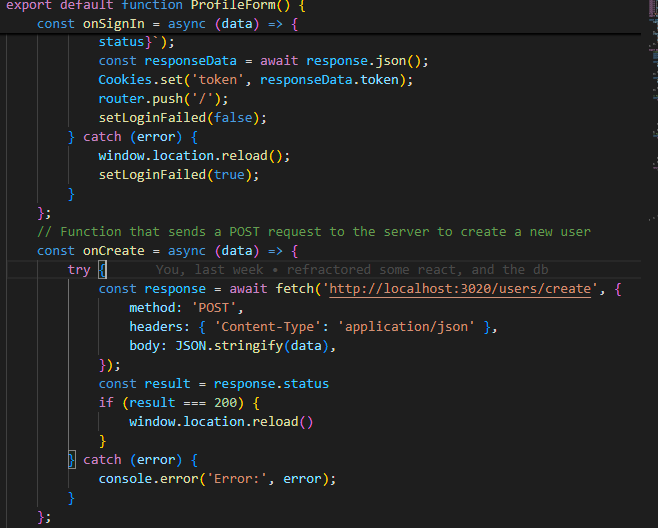 export default function ProfileForm() {
const onSignIn = async (data) => {
status}`);
const responseData = await response.json();
Cookies.set('token', responseData.token);
router.push('/');
setLoginFailed(false);
} catch (error) {
window.location.reload();
setLoginFailed(true);
}
};
// Function that sends a POST request to the server to create a new user
const onCreate = async (data) => {
try { You, last week • refractored some react, and the db
const response = await fetch('http://localhost:3020/users/create', {
method: 'POST',
headers: { 'Content-Type': 'application/json' },
body: JSON.stringify(data),
});
const result = response.status
if (result === 200) {
window.location.reload()
}
} catch (error) {
console.error('Error:', error);
}
};